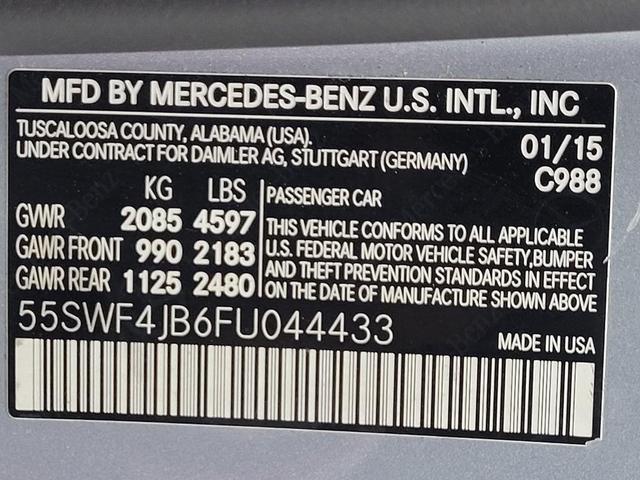 MFD BY MERCEDES-BENZ U.S. INTL., INC
TUSCALOOSA COUNTY, ALABAMA (USA).
UNDER CONTRACT FOR DAIMLER AG, STUTTGART (GERMANY)
01/15
C988
KG LBS
GVWR 2085 4597
GAWR FRONT 990 2183
GAWR REAR 1125 2480
PASSENGER CAR
THIS VEHICLE CONFORMS TO ALL APPLICABLE
U.S. FEDERAL MOTOR VEHICLE SAFETY, BUMPER
AND THEFT PREVENTION STANDARDS IN EFFECT
ON THE DATE OF MANUFACTURE SHOWN ABOVE
55SWF4JB6FU044433
MADE IN USA